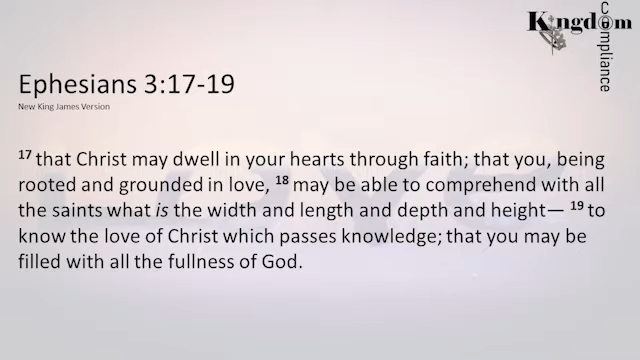 Kingdom
Compliance
Ephesians 3:17-19
New King James Version
17 that Christ may dwell in your hearts through faith; that you, being
rooted and grounded in love, 18 may be able to comprehend with all
the saints what is the width and length and depth and height— 19 to
know the love of Christ which passes knowledge; that you may be
filled with all the fullness of God.